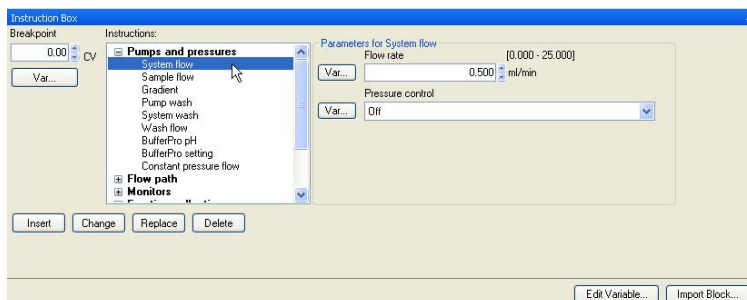 Instruction Box
Breakpoint
0.00 CV
Var...
Instructions:
Pumps and pressures
System flow
Sample flow
Gradient
Pump wash
System wash
Wash flow
BufferPro pH
BufferPro setting
Constant pressure flow
Flow path
Monitors
Parameters for System flow
Flow rate [0.000 - 25.000]
Var... 0.500 ml/min
Pressure control
Var... Off
Insert Change Replace Delete
Edit Variable... Import Block...